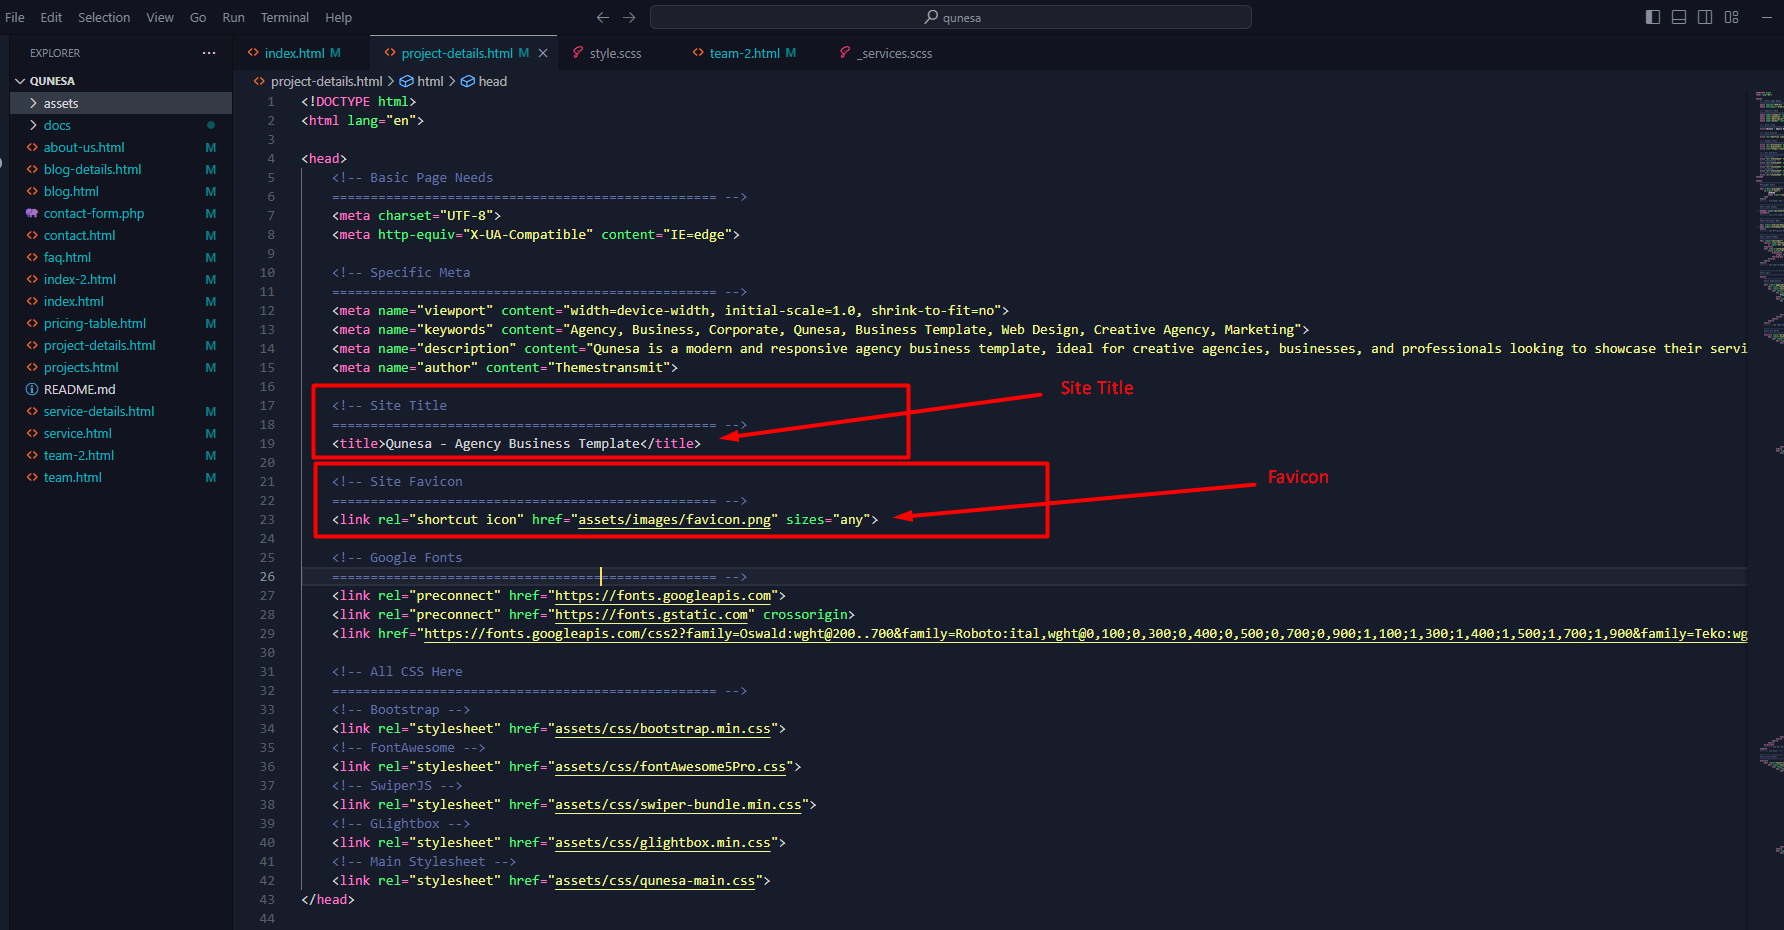 File Edit Selection View Go Run Terminal Help
qunesa
EXPLORER ...
QUNESA
assets
docs
about-us.html M
blog-details.html M
blog.html M
contact-form.php M
contact.html M
faq.html M
index-2.html M
index.html M
pricing-table.html M
project-details.html M
projects.html M
README.md
service-details.html M
service.html M
team-2.html M
team.html M
index.html M project-details.html M style.scss team-2.html M _services.scss
project-details.html > html > head
1 <!DOCTYPE html>
2 <html lang="en">
3
4 <head>
5 <!-- Basic Page Needs
6 ================================================== -->
7 <meta charset="UTF-8">
8 <meta http-equiv="X-UA-Compatible" content="IE=edge">
9
10 <!-- Specific Meta
11 ================================================== -->
12 <meta name="viewport" content="width=device-width, initial-scale=1.0, shrink-to-fit=no">
13 <meta name="keywords" content="Agency, Business, Corporate, Qunesa, Business Template, Web Design, Creative Agency, Marketing">
14 <meta name="description" content="Qunesa is a modern and responsive agency business template, ideal for creative agencies, businesses, and professionals looking to showcase their servi
15 <meta name="author" content="Themestransmit">
16
17 <!-- Site Title
18 ================================================== -->
19 <title>Qunesa - Agency Business Template</title>
Site Title
20
21 <!-- Site Favicon
22 ================================================== -->
23 <link rel="shortcut icon" href="assets/images/favicon.png" sizes="any">
Favicon
24
25 <!-- Google Fonts
26 ================================================== -->
27 <link rel="preconnect" href="https://fonts.googleapis.com">
28 <link rel="preconnect" href="https://fonts.gstatic.com" crossorigin>
29 <link href="https://fonts.googleapis.com/css2?family=Oswald:wght@200..700&family=Roboto:ital,wght@0,100;0,300;0,400;0,500;0,700;0,900;1,100;1,300;1,400;1,500;1,700;1,900&family=Teko:wg
30
31 <!-- All CSS Here
32 ================================================== -->
33 <!-- Bootstrap -->
34 <link rel="stylesheet" href="assets/css/bootstrap.min.css">
35 <!-- FontAwesome -->
36 <link rel="stylesheet" href="assets/css/fontAwesome5Pro.css">
37 <!-- SwiperJS -->
38 <link rel="stylesheet" href="assets/css/swiper-bundle.min.css">
39 <!-- GLightbox -->
40 <link rel="stylesheet" href="assets/css/glightbox.min.css">
41 <!-- Main Stylesheet -->
42 <link rel="stylesheet" href="assets/css/qunesa-main.css">
43 </head>
44